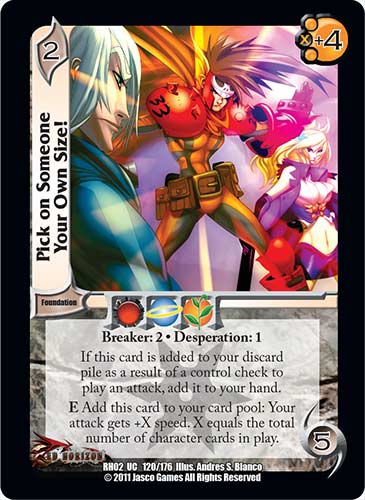 2
X +4
Pick on Someone
Your Own Size!
33
Foundation
Breaker: 2 • Desperation: 1
If this card is added to your discard
pile as a result of a control check to
play an attack, add it to your hand.
E Add this card to your card pool: Your
attack gets +X speed. X equals the total
number of character cards in play.
5
RED HORIZON
RH02 UC 120/176 Illus. Andres S. Blanco
© 2011 Jasco Games All Rights Reserved